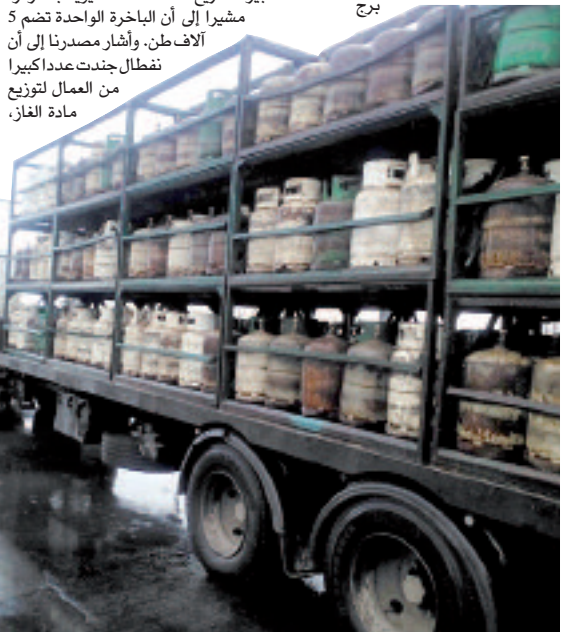 مشيرا إلى أن الباخرة الواحدة تضم 5
آلاف طن. وأشار مصدرنا إلى أن
نفطال جندت عددا كبيرا
من العمال لتوزيع
مادة الغاز،
برج